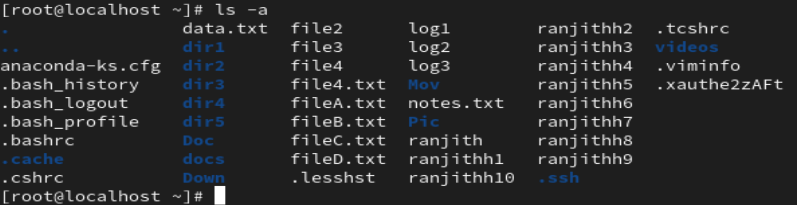 [root@localhost ~]# ls -a
. data.txt file2 log1 ranjithh2 .tcshrc
.. dir1 file3 log2 ranjithh3 videos
anaconda-ks.cfg dir2 file4 log3 ranjithh4 .viminfo
.bash_history dir3 file4.txt Mov ranjithh5 .xauthe2zAFt
.bash_logout dir4 fileA.txt notes.txt ranjithh6
.bash_profile dir5 fileB.txt Pic ranjithh7
.bashrc Doc fileC.txt ranjith ranjithh8
.cache docs fileD.txt ranjithh1 ranjithh9
.cshrc Down .lesshst ranjithh10 .ssh
[root@localhost ~]#